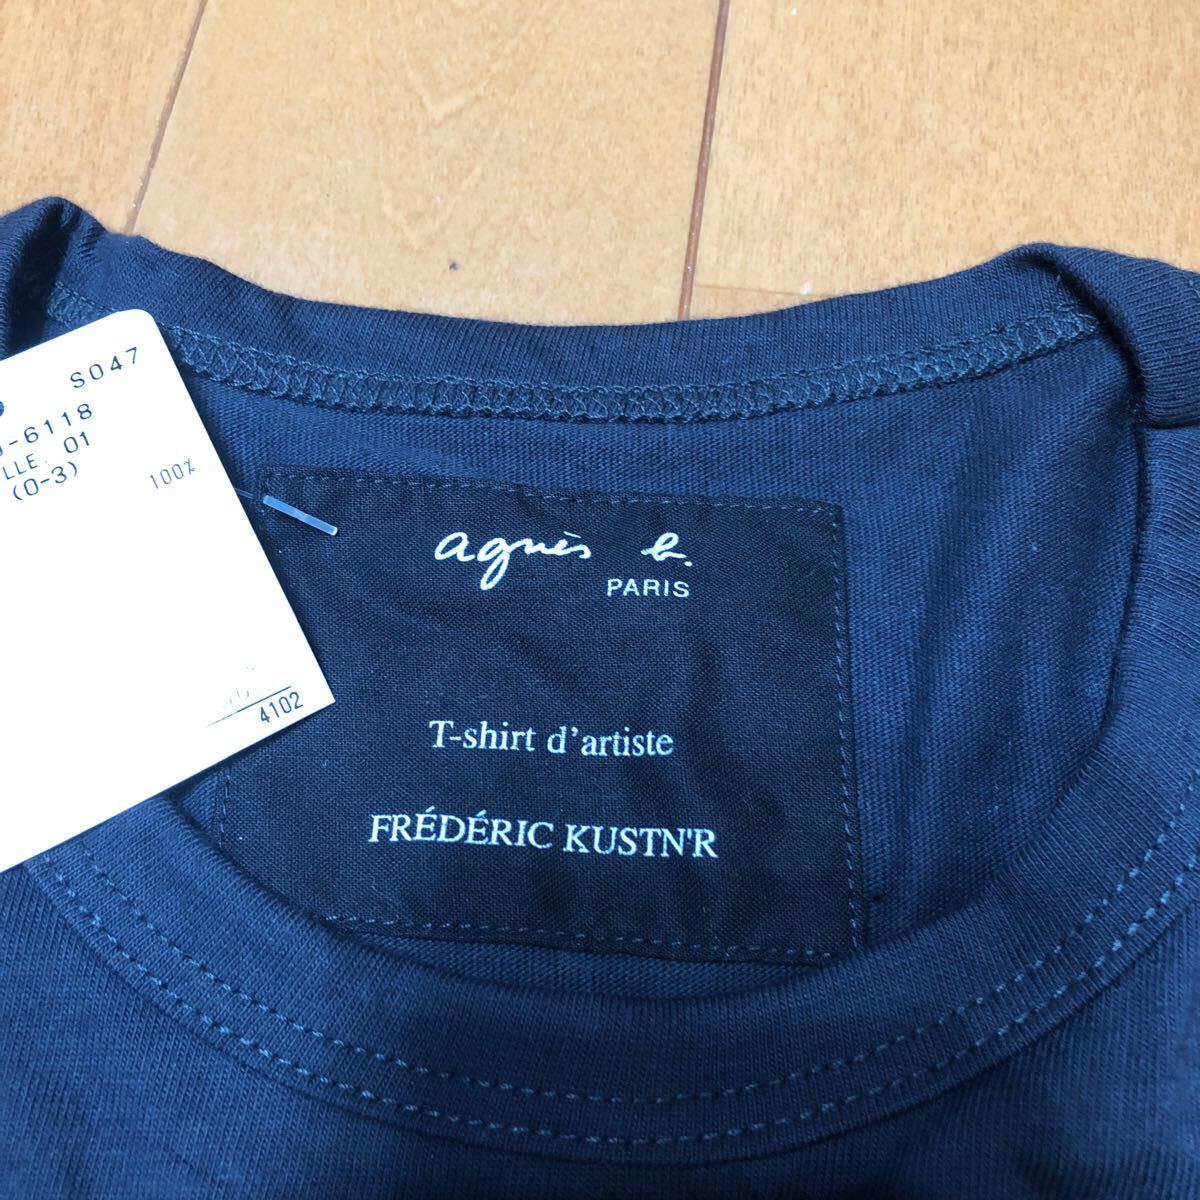 S047
-6118
LLE. 01
(0-3)
100%
4102
agnès b.
PARIS
T-shirt d'artiste
FRÉDÉRIC KUSTN'R